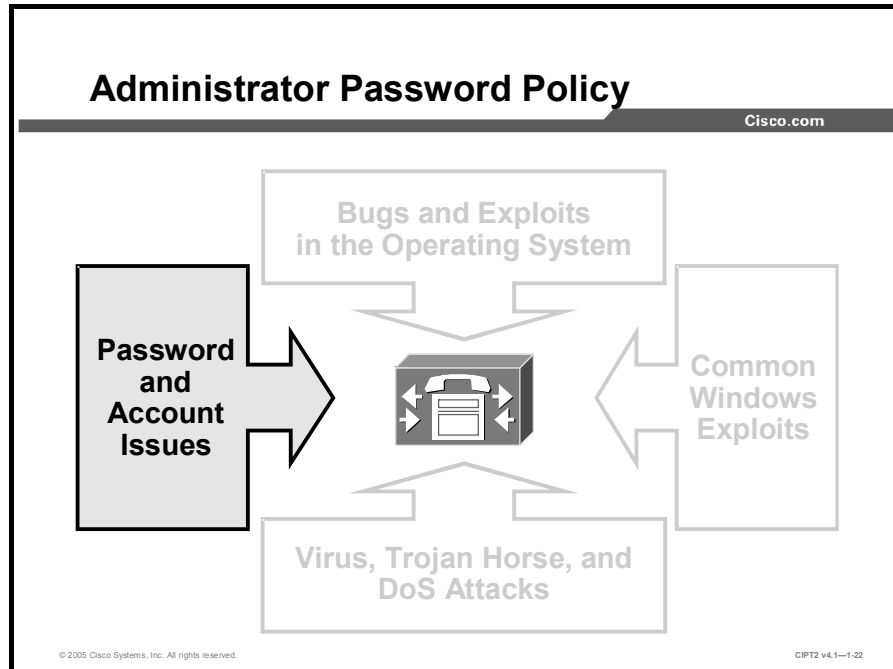 Administrator Password Policy
Cisco.com
Bugs and Exploits
in the Operating System
Password
and
Account
Issues
Common
Windows
Exploits
Virus, Trojan Horse, and
DoS Attacks
© 2005 Cisco Systems, Inc. All rights reserved.
CIPT2 v4.1—1-22